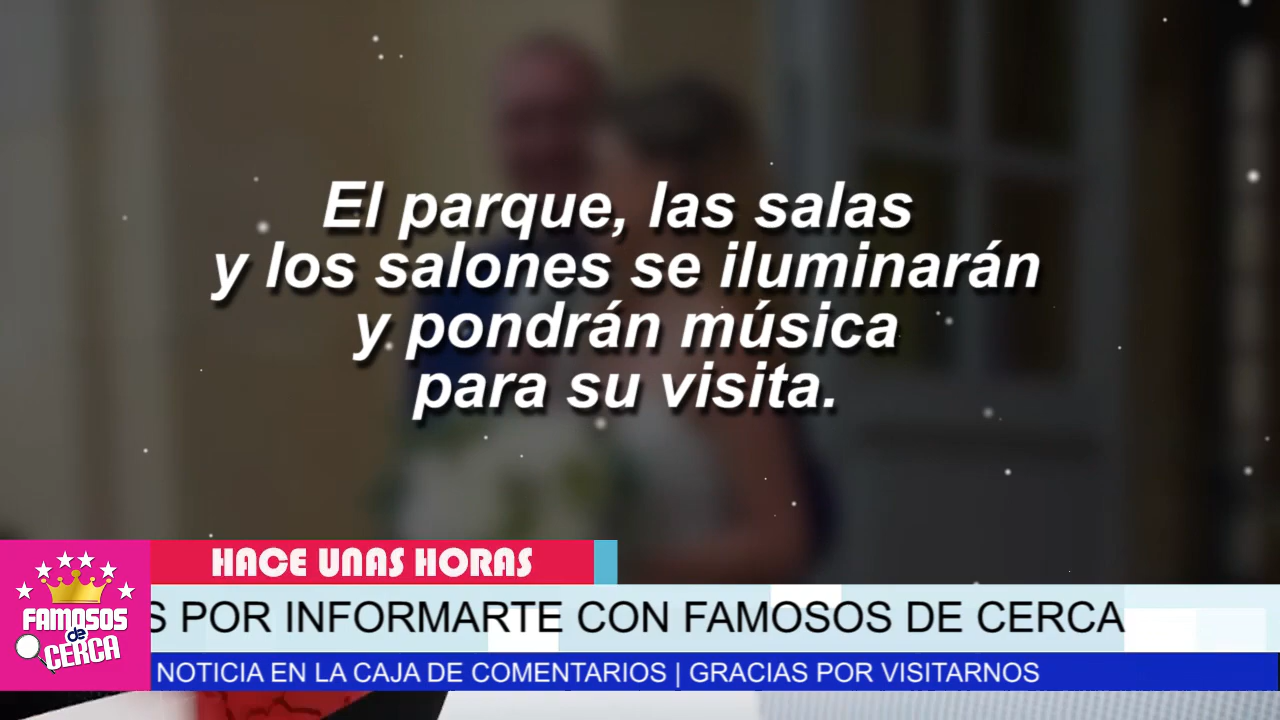 El parque, las salas
y los salones se iluminarán
y pondrán música
para su visita.
HACE UNAS HORAS
S POR INFORMARTE CON FAMOSOS DE CERCA
FAMOSOS
de
CERCA
NOTICIA EN LA CAJA DE COMENTARIOS | GRACIAS POR VISITARNOS